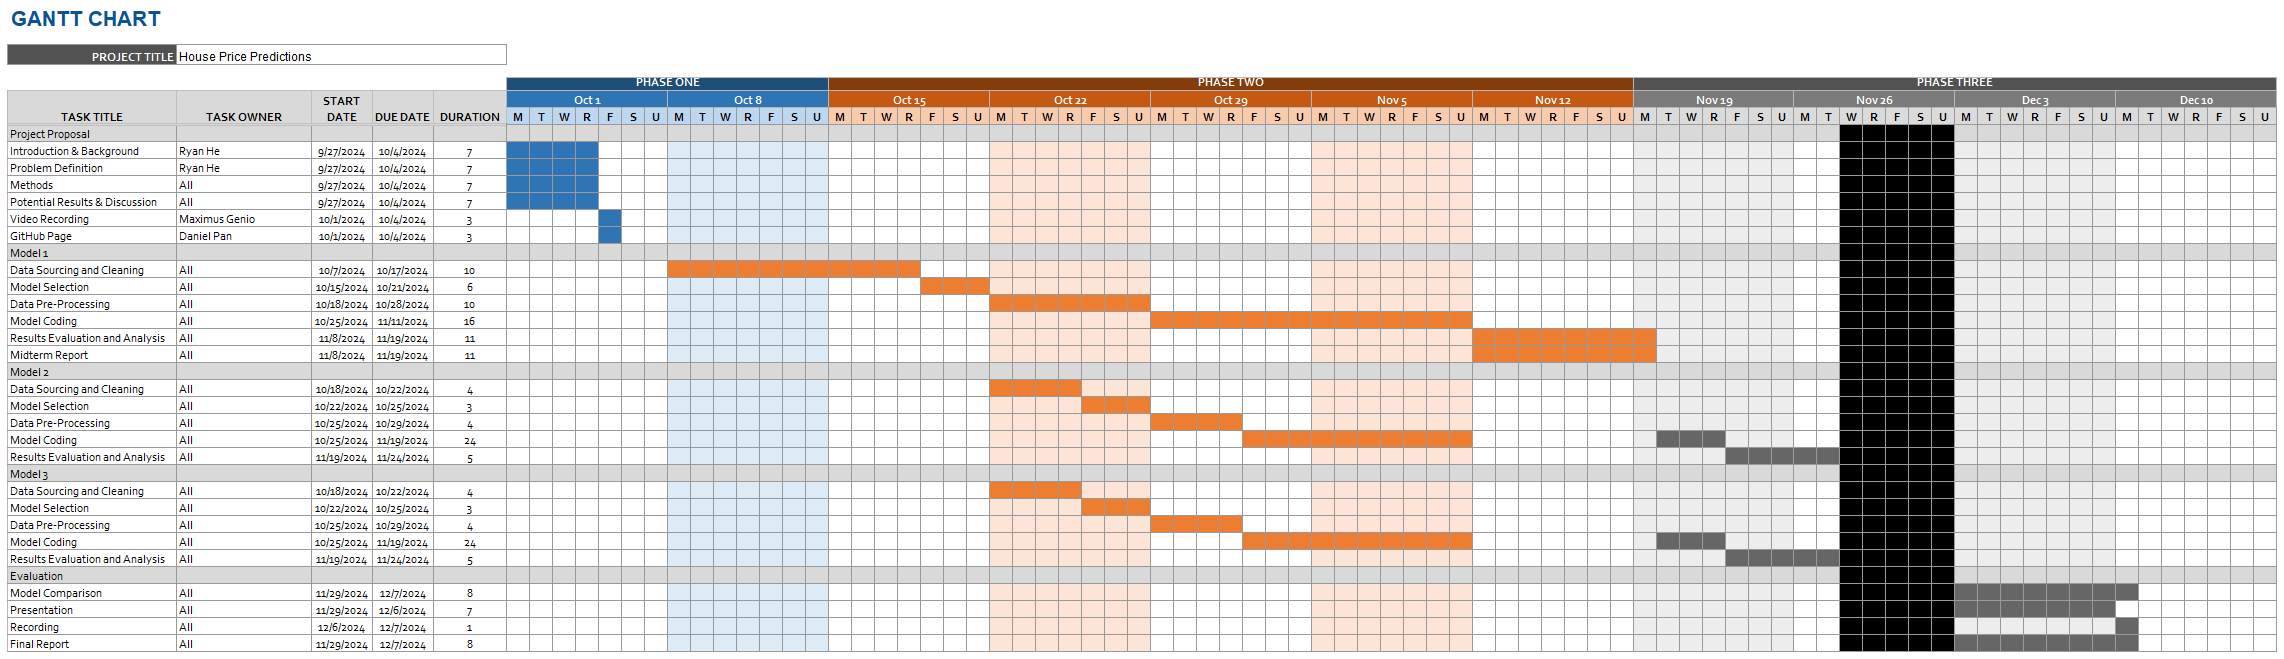 GANTT CHART
PROJECT TITLE House Price Predictions
PHASE ONE PHASE TWO PHASE THREE
Oct 1 Oct 8 Oct 15 Oct 22 Oct 29 Nov 5 Nov 12 Nov 19 Nov 26 Dec 3 Dec 10
TASK TITLE TASK OWNER START DATE DUE DATE DURATION M T W R F S U M T W R F S U M T W R F S U M T W R F S U M T W R F S U M T W R F S U M T W R F S U M T W R F S U M T W R F S U M T W R F S U M T W R F S U
Project Proposal
Introduction & Background Ryan He 9/27/2024 10/4/2024 7
Problem Definition Ryan He 9/27/2024 10/4/2024 7
Methods All 9/27/2024 10/4/2024 7
Potential Results & Discussion All 9/27/2024 10/4/2024 7
Video Recording Maximus Genio 10/1/2024 10/4/2024 3
GitHub Page Daniel Pan 10/1/2024 10/4/2024 3
Model 1
Data Sourcing and Cleaning All 10/7/2024 10/17/2024 10
Model Selection All 10/15/2024 10/21/2024 6
Data Pre-Processing All 10/18/2024 10/28/2024 10
Model Coding All 10/25/2024 11/11/2024 16
Results Evaluation and Analysis All 11/8/2024 11/19/2024 11
Midterm Report All 11/8/2024 11/19/2024 11
Model 2
Data Sourcing and Cleaning All 10/18/2024 10/22/2024 4
Model Selection All 10/22/2024 10/25/2024 3
Data Pre-Processing All 10/25/2024 10/29/2024 4
Model Coding All 10/25/2024 11/19/2024 24
Results Evaluation and Analysis All 11/19/2024 11/24/2024 5
Model 3
Data Sourcing and Cleaning All 10/18/2024 10/22/2024 4
Model Selection All 10/22/2024 10/25/2024 3
Data Pre-Processing All 10/25/2024 10/29/2024 4
Model Coding All 10/25/2024 11/19/2024 24
Results Evaluation and Analysis All 11/19/2024 11/24/2024 5
Evaluation
Model Comparison All 11/29/2024 12/7/2024 8
Presentation All 11/29/2024 12/6/2024 7
Recording All 12/6/2024 12/7/2024 1
Final Report All 11/29/2024 12/7/2024 8